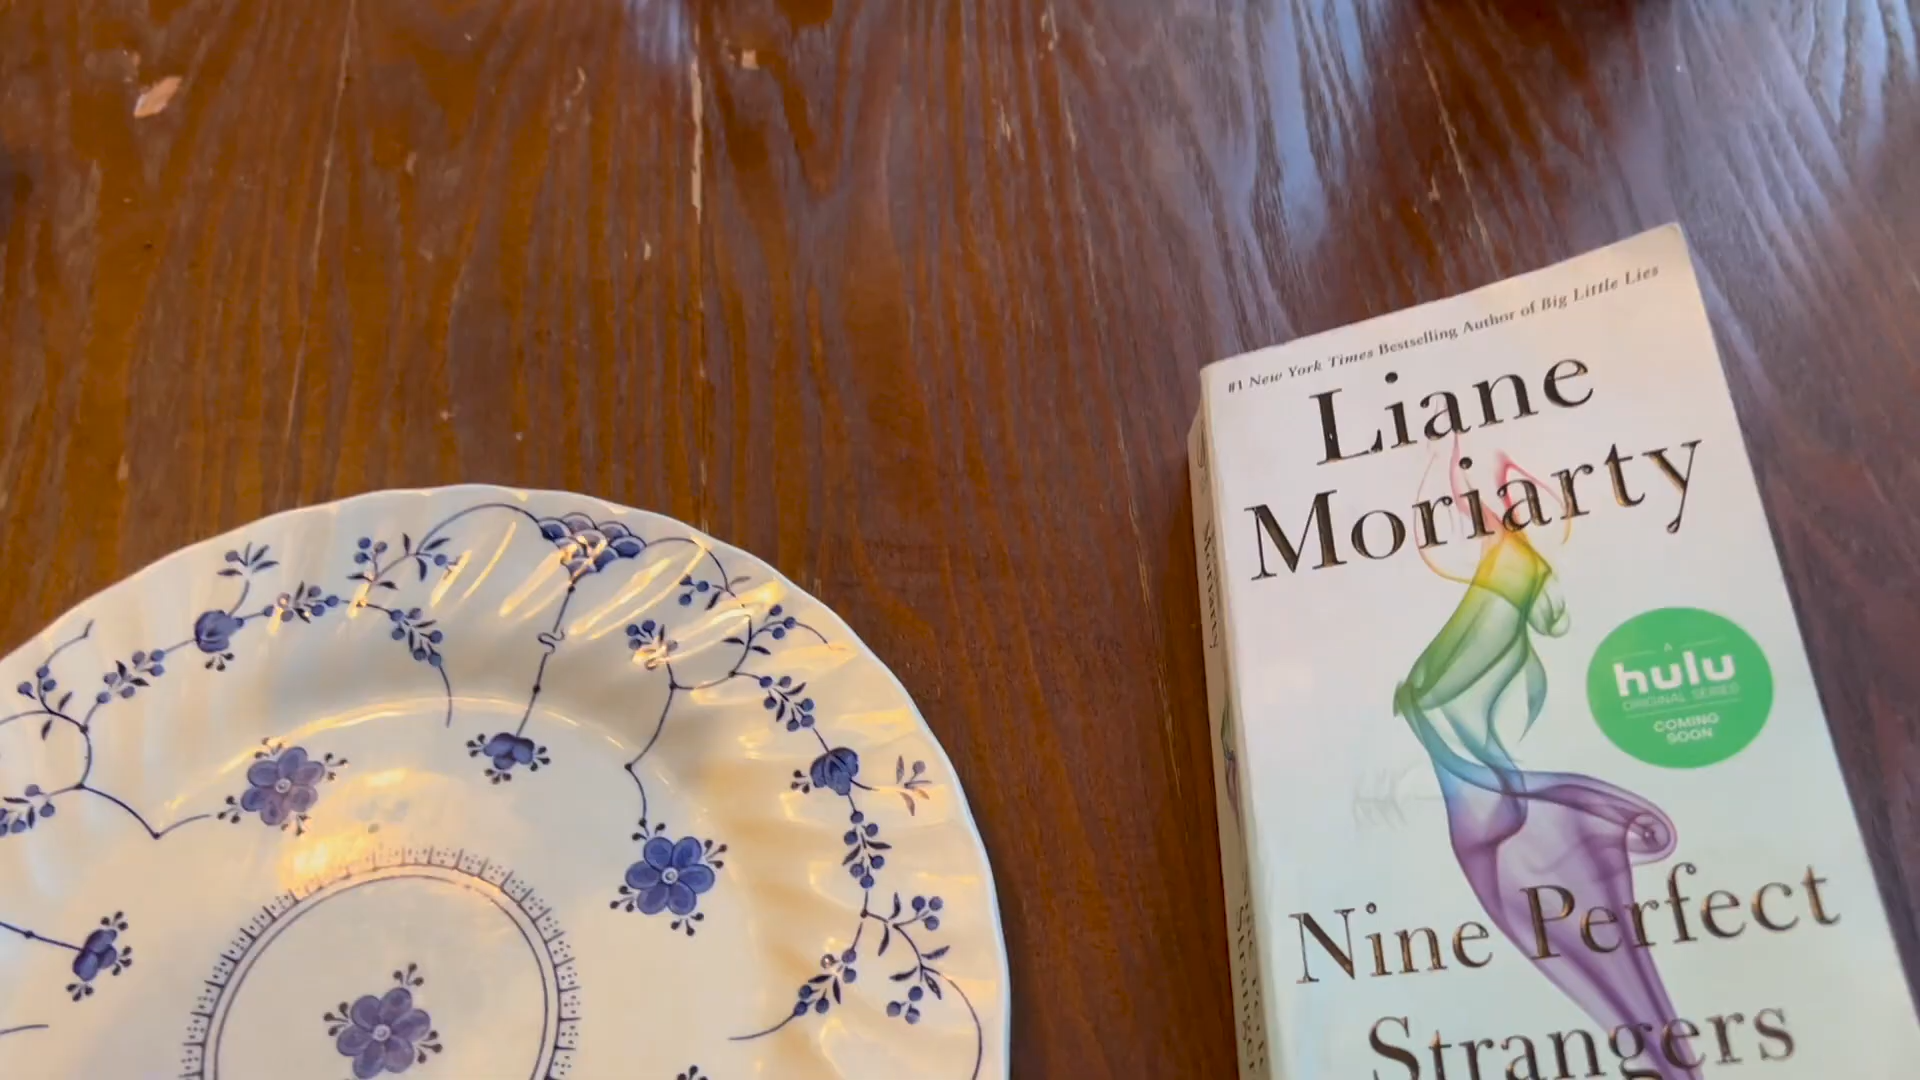 #1 New York Times Bestselling Author of Big Little Lies
Liane
Moriarty
A
hulu
ORIGINAL SERIES
COMING
SOON
Nine Perfect
Strangers
Moriarty